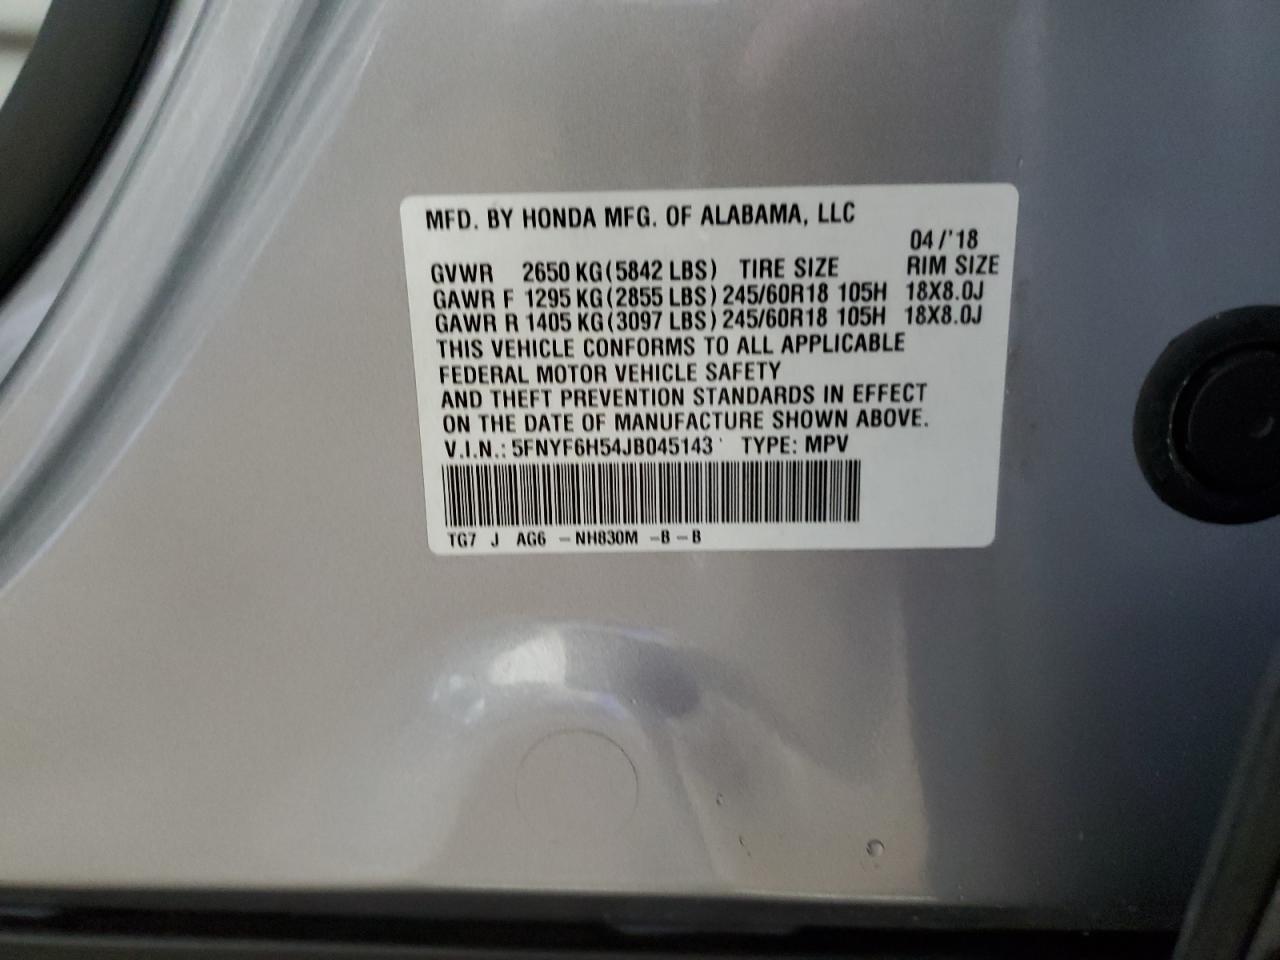 MFD. BY HONDA MFG. OF ALABAMA, LLC
04/'18
GVWR 2650 KG(5842 LBS) TIRE SIZE RIM SIZE
GAWR F 1295 KG(2855 LBS) 245/60R18 105H 18X8.0J
GAWR R 1405 KG(3097 LBS) 245/60R18 105H 18X8.0J
THIS VEHICLE CONFORMS TO ALL APPLICABLE
FEDERAL MOTOR VEHICLE SAFETY
AND THEFT PREVENTION STANDARDS IN EFFECT
ON THE DATE OF MANUFACTURE SHOWN ABOVE.
V.I.N.: 5FNYF6H54JB045143 TYPE: MPV
TG7 J AG6 -NH830M -B-B